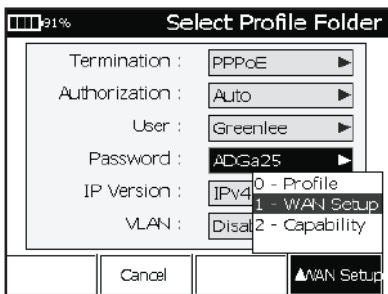 91%
Select Profile Folder
Termination : PPPoE
Authorization : Auto
User : Greenlee
Password : ADGa25
IP Version : IPv4
VLAN :
0 - Profile
1 - WAN Setup
2 - Capability
Cancel
WAN Setup